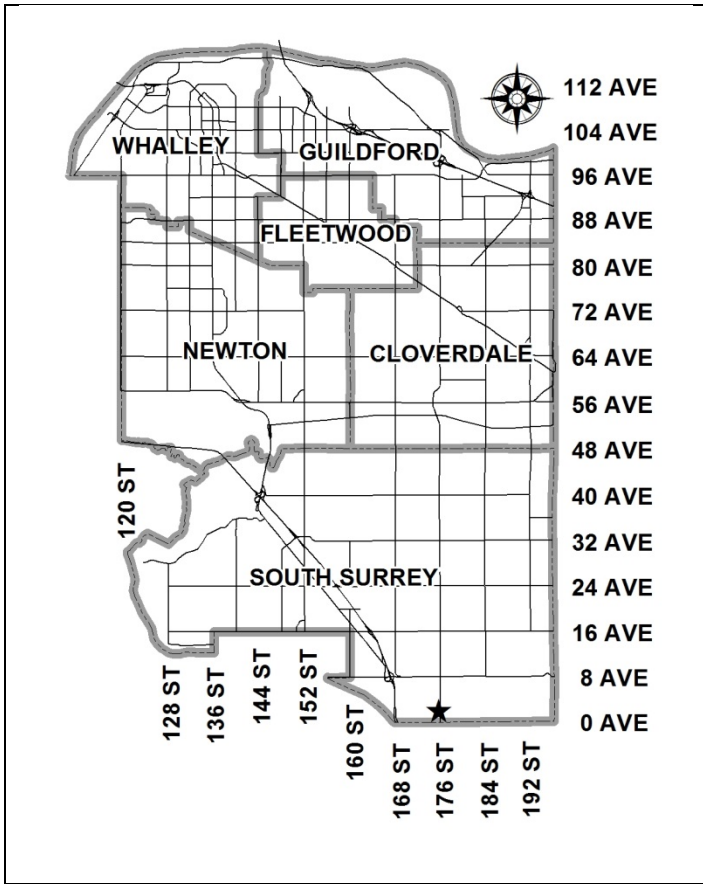 112 AVE
104 AVE
WHALLEY
GUILDFORD
96 AVE
88 AVE
FLEETWOOD
80 AVE
72 AVE
NEWTON
CLOVERDALE
64 AVE
56 AVE
48 AVE
120 ST
40 AVE
32 AVE
SOUTH SURREY
24 AVE
16 AVE
128 ST
136 ST
144 ST
152 ST
160 ST
8 AVE
0 AVE
168 ST
176 ST
184 ST
192 ST